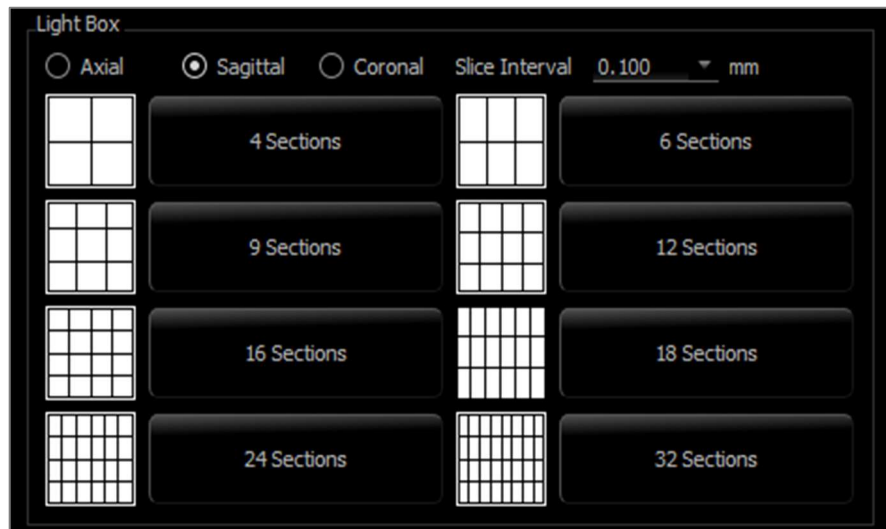 Light Box
Axial Sagittal Coronal Slice Interval 0.100 mm
4 Sections 6 Sections
9 Sections 12 Sections
16 Sections 18 Sections
24 Sections 32 Sections